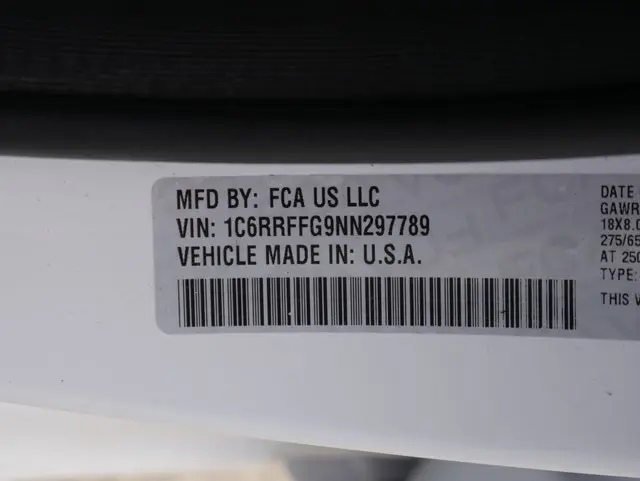 MFD BY: FCA US LLC
VIN: 1C6RRFFG9NN297789
VEHICLE MADE IN: U.S.A.
DATE
GAWR
18X8.0
275/65
AT 250
TYPE:
THIS V